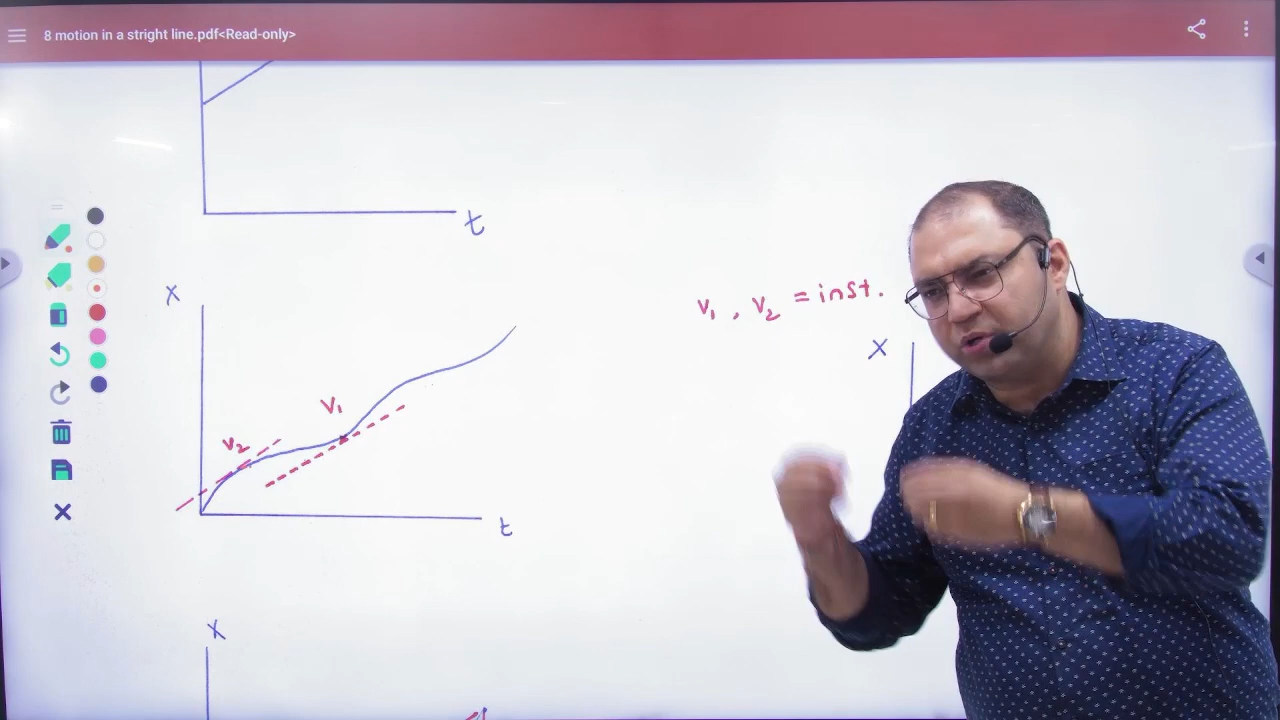 8 motion in a stright line.pdf<Read-only>
t
x
v₁, v₂ = inst.
x
v₁
v₂
t
x